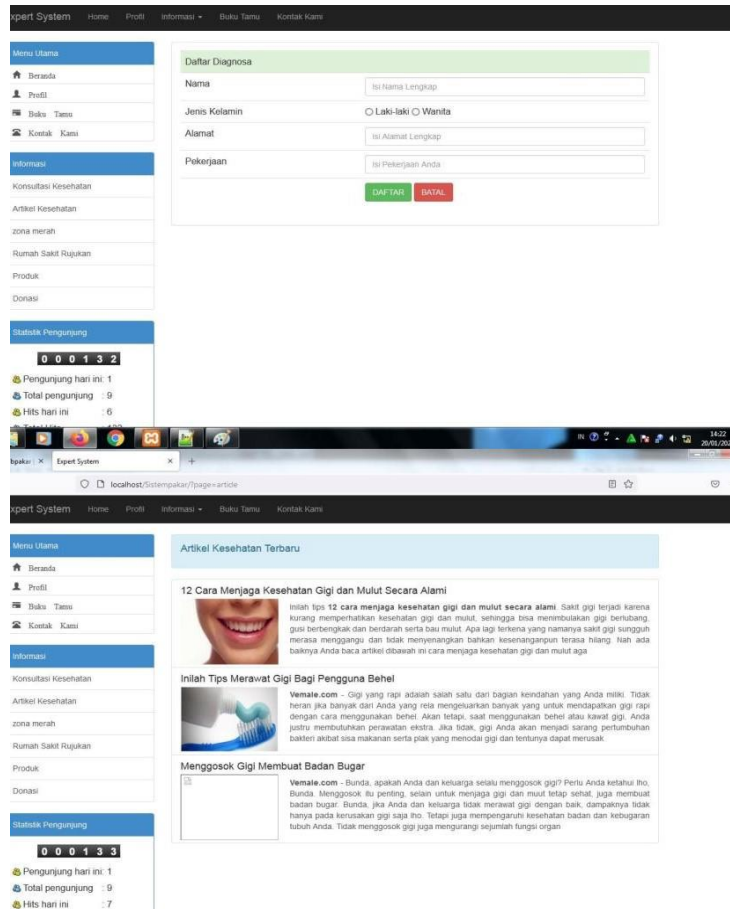 xpert System Home Profil Informasi Buku Tamu Kontak Kami
Menu Utama
Beranda
Profil
Buku Tamu
Kontak Kami
Informasi
Konsultasi Kesehatan
Artikel Kesehatan
zona merah
Rumah Sakit Rujukan
Produk
Donasi
Statistik Pengunjung
0 0 0 1 3 2
Pengunjung hari ini: 1
Total pengunjung : 9
Hits hari ini : 6
Daftar Diagnosa
Nama Isi Nama Lengkap
Jenis Kelamin Laki-laki Wanita
Alamat Isi Alamat Lengkap
Pekerjaan Isi Pekerjaan Anda
DAFTAR BATAL
IN 14:22
20/01/202
bpakar Expert System
localhost/Sistempakar/?page=article
xpert System Home Profil Informasi Buku Tamu Kontak Kami
Menu Utama
Beranda
Profil
Buku Tamu
Kontak Kami
Informasi
Konsultasi Kesehatan
Artikel Kesehatan
zona merah
Rumah Sakit Rujukan
Produk
Donasi
Statistik Pengunjung
0 0 0 1 3 3
Pengunjung hari ini: 1
Total pengunjung : 9
Hits hari ini : 7
Artikel Kesehatan Terbaru
12 Cara Menjaga Kesehatan Gigi dan Mulut Secara Alami
Inilah tips 12 cara menjaga kesehatan gigi dan mulut secara alami. Sakit gigi terjadi karena
kurang memperhatikan kesehatan gigi dan mulut, sehingga bisa menimbulakan gigi berlubang,
gusi berbengkak dan berdarah serta bau mulut. Apa lagi terkena yang namanya sakit gigi sungguh
merasa menggangu dan tidak menyenangkan bahkan kesenanganpun terasa hilang. Nah ada
baiknya Anda baca artikel dibawah ini cara menjaga kesehatan gigi dan mulut aga
Inilah Tips Merawat Gigi Bagi Pengguna Behel
Vemale.com - Gigi yang rapi adalah salah satu dari bagian keindahan yang Anda miliki. Tidak
heran jika banyak dari Anda yang rela mengeluarkan banyak yang untuk mendapatkan gigi rapi
dengan cara menggunakan behel. Akan tetapi, saat menggunakan behel atau kawat gigi, Anda
justru membutuhkan perawatan ekstra. Jika tidak, gigi Anda akan menjadi sarang pertumbuhan
bakteri akibat sisa makanan serta plak yang menodai gigi dan tentunya dapat merusak
Menggosok Gigi Membuat Badan Bugar
Vemale.com - Bunda, apakah Anda dan keluarga selalu menggosok gigi? Perlu Anda ketahui lho,
Bunda. Menggosok itu penting, selain untuk menjaga gigi dan muut tetap sehat, juga membuat
badan bugar. Bunda, jika Anda dan keluarga tidak merawat gigi dengan baik, dampaknya tidak
hanya pada kerusakan gigi saja lho. Tetapi juga mempengaruhi kesehatan badan dan kebugaran
tubuh Anda. Tidak menggosok gigi juga mengurangi sejumlah fungsi organ